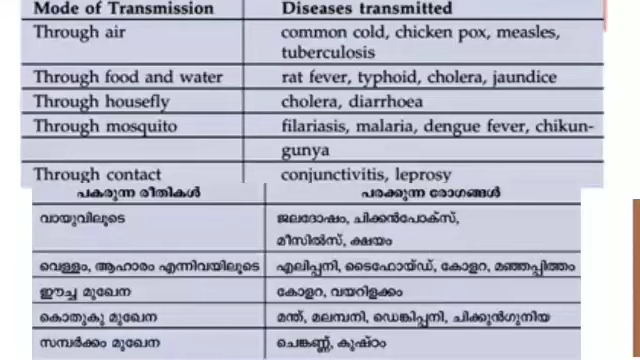 Mode of Transmission Diseases transmitted
Through air common cold, chicken pox, measles,
tuberculosis
Through food and water rat fever, typhoid, cholera, jaundice
Through housefly cholera, diarrhoea
Through mosquito filariasis, malaria, dengue fever, chikun-
gunya
Through contact conjunctivitis, leprosy
പകരുന്ന രീതികൾ പരക്കുന്ന രോഗങ്ങൾ
വായുവിലൂടെ ജലദോഷം, ചിക്കൻപോക്സ്,
മീസിൽസ്, ക്ഷയം
വെള്ളം, ആഹാരം എന്നിവയിലൂടെ എലിപ്പനി, ടൈഫോയ്ഡ്, കോളറ, മഞ്ഞപ്പിത്തം
ഈച്ച മുഖേന കോളറ, വയറിളക്കം
കൊതുകു മുഖേന മന്ത്, മലമ്പനി, ഡെങ്കിപ്പനി, ചിക്കുൻഗുനിയ
സമ്പർക്കം മുഖേന ചെങ്കണ്ണ്, കുഷ്ഠം